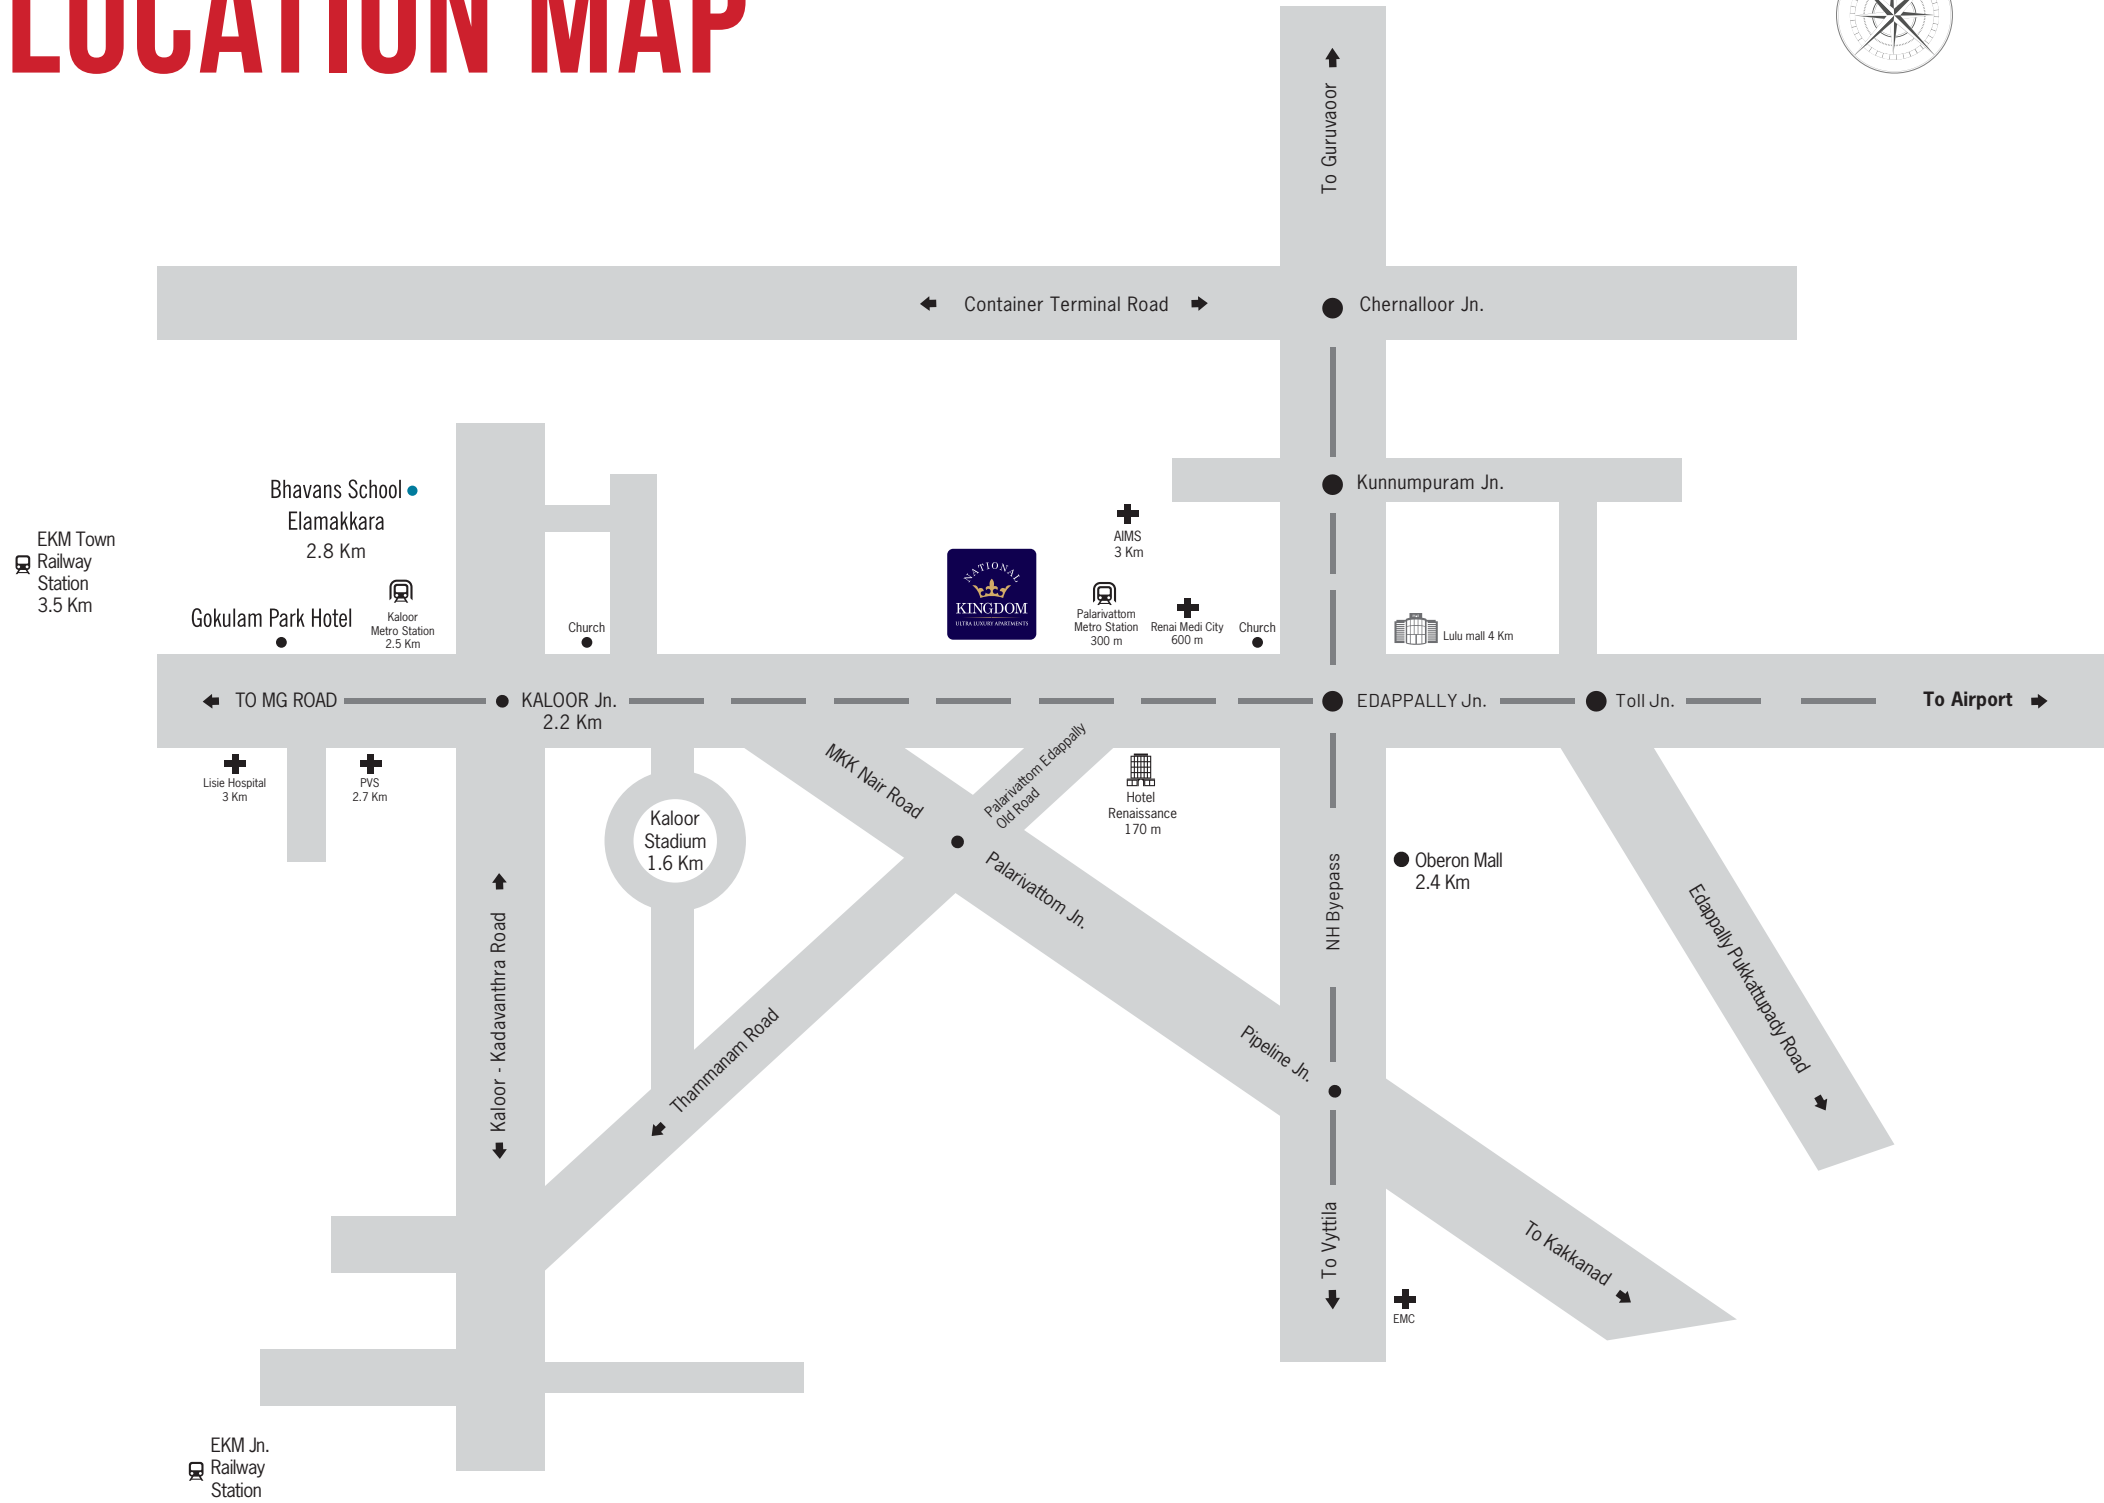 LOCATION MAP
To Guruvaoor
Container Terminal Road
Chernalloor Jn.
Kunnumpuram Jn.
Bhavans School
Elamakkara
2.8 Km
EKM Town
Railway
Station
3.5 Km
AIMS
3 Km
NATIONAL
KINGDOM
ULTRA LUXURY APARTMENTS
Gokulam Park Hotel
Kaloor
Metro Station
2.5 Km
Church
Palarivattom
Metro Station
300 m
Renai Medi City
600 m
Church
Lulu mall 4 Km
TO MG ROAD
KALOOR Jn.
2.2 Km
EDAPPALLY Jn.
Toll Jn.
To Airport
Lisie Hospital
3 Km
PVS
2.7 Km
Kaloor
Stadium
1.6 Km
MKK Nair Road
Palarivattom Edappally
Old Road
Hotel
Renaissance
170 m
Palarivattom Jn.
NH Byepass
Oberon Mall
2.4 Km
Edappally Pukkattupady Road
Kaloor - Kadavanthra Road
Thammanam Road
Pipeline Jn.
To Vyttila
To Kakkanad
EMC
EKM Jn.
Railway
Station